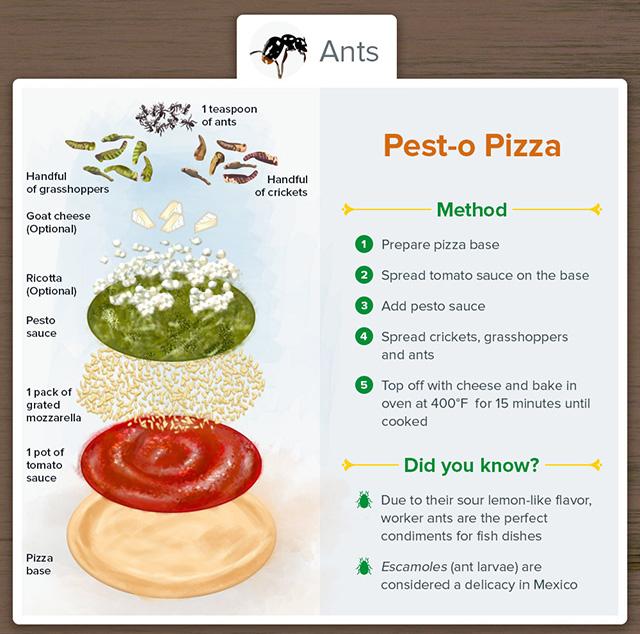 Ants
1 teaspoon
of ants
Handful
of grasshoppers
Handful
of crickets
Goat cheese
(Optional)
Ricotta
(Optional)
Pesto
sauce
1 pack of
grated
mozzarella
1 pot of
tomato
sauce
Pizza
base
Pest-o Pizza
Method
1 Prepare pizza base
2 Spread tomato sauce on the base
3 Add pesto sauce
4 Spread crickets, grasshoppers
and ants
5 Top off with cheese and bake in
oven at 400°F for 15 minutes until
cooked
Did you know?
Due to their sour lemon-like flavor,
worker ants are the perfect
condiments for fish dishes
Escamoles (ant larvae) are
considered a delicacy in Mexico